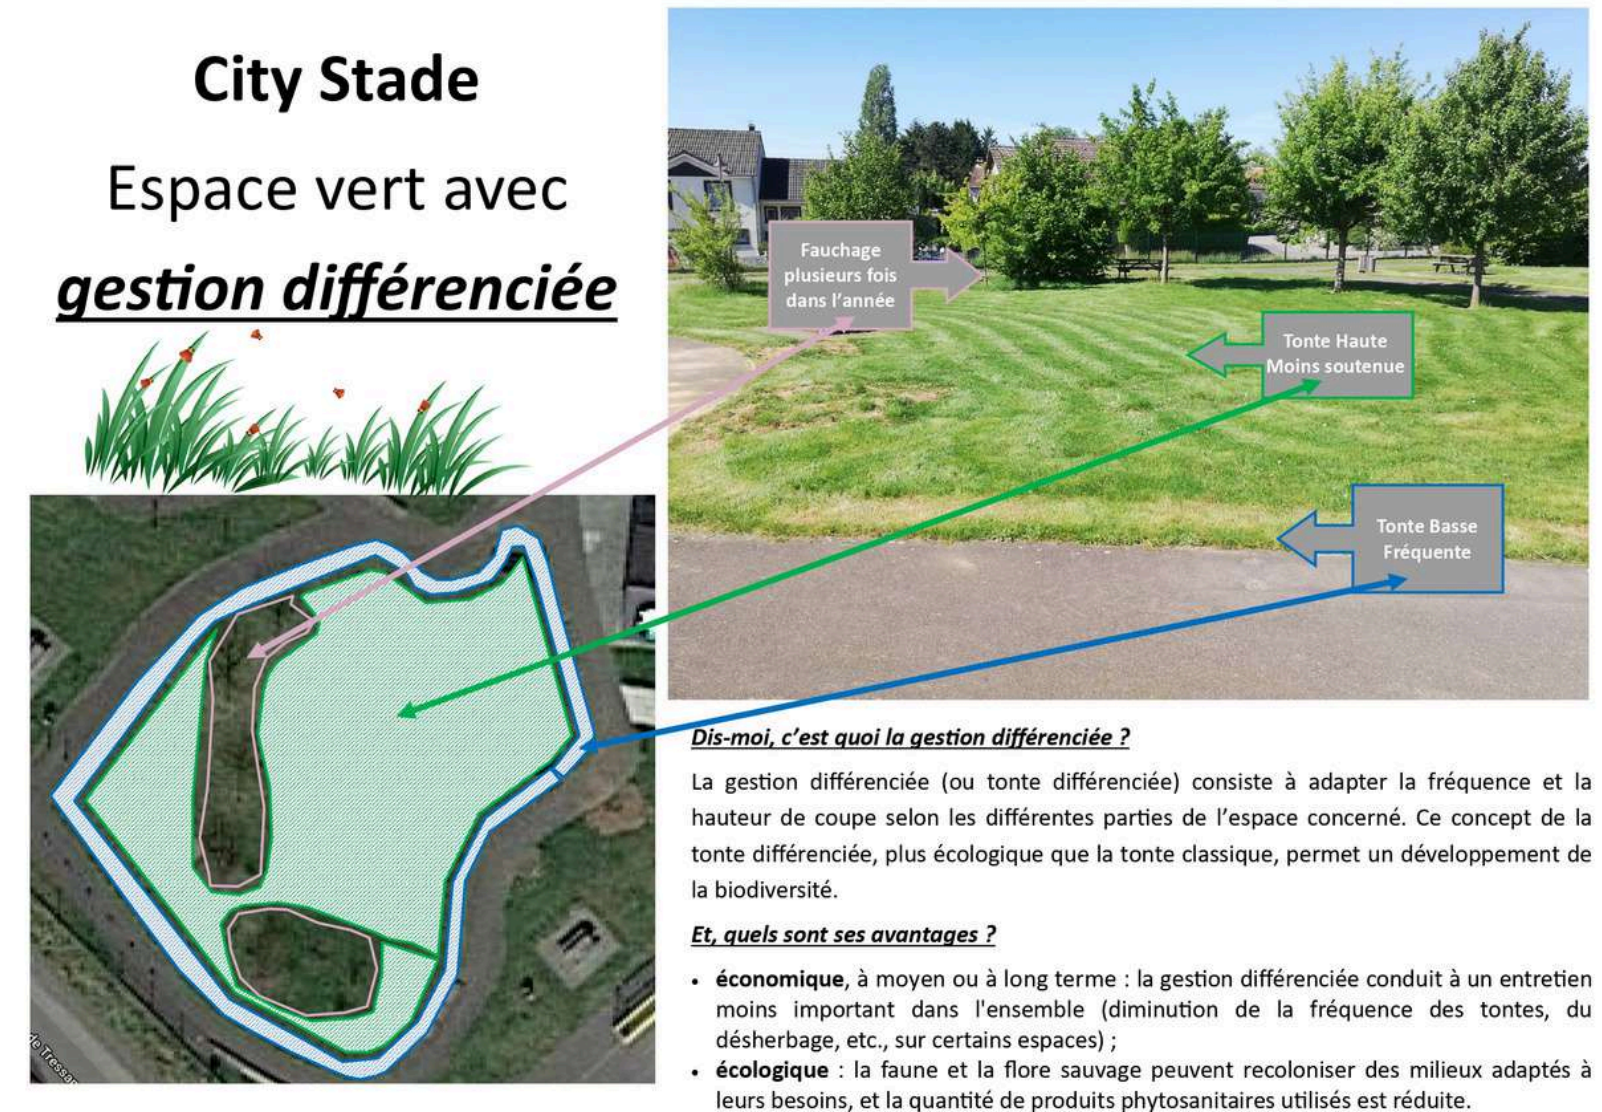 City Stade
Espace vert avec
gestion différenciée
Fauchage
plusieurs fois
dans l'année
Tonte Haute
Moins soutenue
Tonte Basse
Fréquente
de Tressan
Dis-moi, c'est quoi la gestion différenciée ?
La gestion différenciée (ou tonte différenciée) consiste à adapter la fréquence et la
hauteur de coupe selon les différentes parties de l'espace concerné. Ce concept de la
tonte différenciée, plus écologique que la tonte classique, permet un développement de
la biodiversité.
Et, quels sont ses avantages ?
• économique, à moyen ou à long terme : la gestion différenciée conduit à un entretien
moins important dans l'ensemble (diminution de la fréquence des tontes, du
désherbage, etc., sur certains espaces) ;
• écologique : la faune et la flore sauvage peuvent recoloniser des milieux adaptés à
leurs besoins, et la quantité de produits phytosanitaires utilisés est réduite.